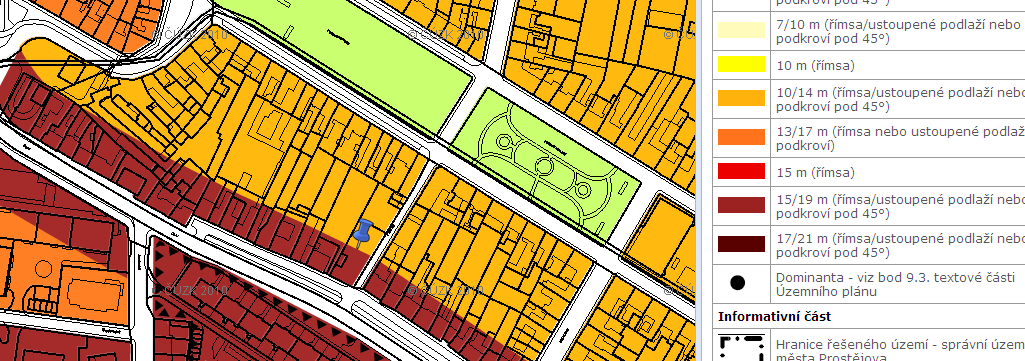 © ČÚZK 2010 © ČÚZK 2010 ©
© ČÚZK 2010 © ČÚZK 2010
7/10 m (římsa/ustoupené podlaží nebo
podkroví pod 45°)
10 m (římsa)
10/14 m (římsa/ustoupené podlaží nebo
podkroví pod 45°)
13/17 m (římsa nebo ustoupené podlaží
podkroví)
15 m (římsa)
15/19 m (římsa/ustoupené podlaží nebo
podkroví pod 45°)
17/21 m (římsa/ustoupené podlaží nebo
podkroví pod 45°)
Dominanta - viz bod 9.3. textové části
Územního plánu
Informativní část
Hranice řešeného území - správní územ
města Prostějova